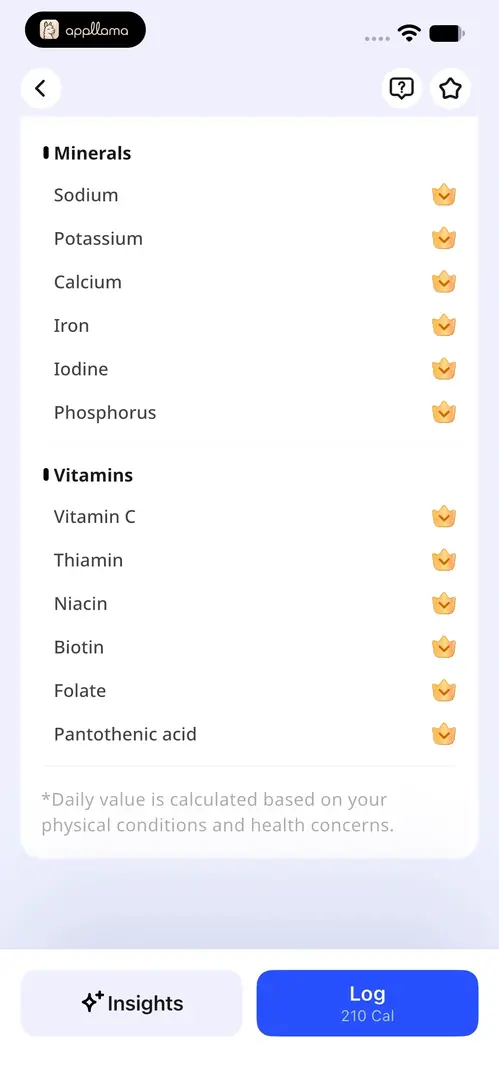 appllama
Minerals
Sodium
Potassium
Calcium
Iron
Iodine
Phosphorus
Vitamins
Vitamin C
Thiamin
Niacin
Biotin
Folate
Pantothenic acid
*Daily value is calculated based on your
physical conditions and health concerns.
Insights
Log
210 Cal